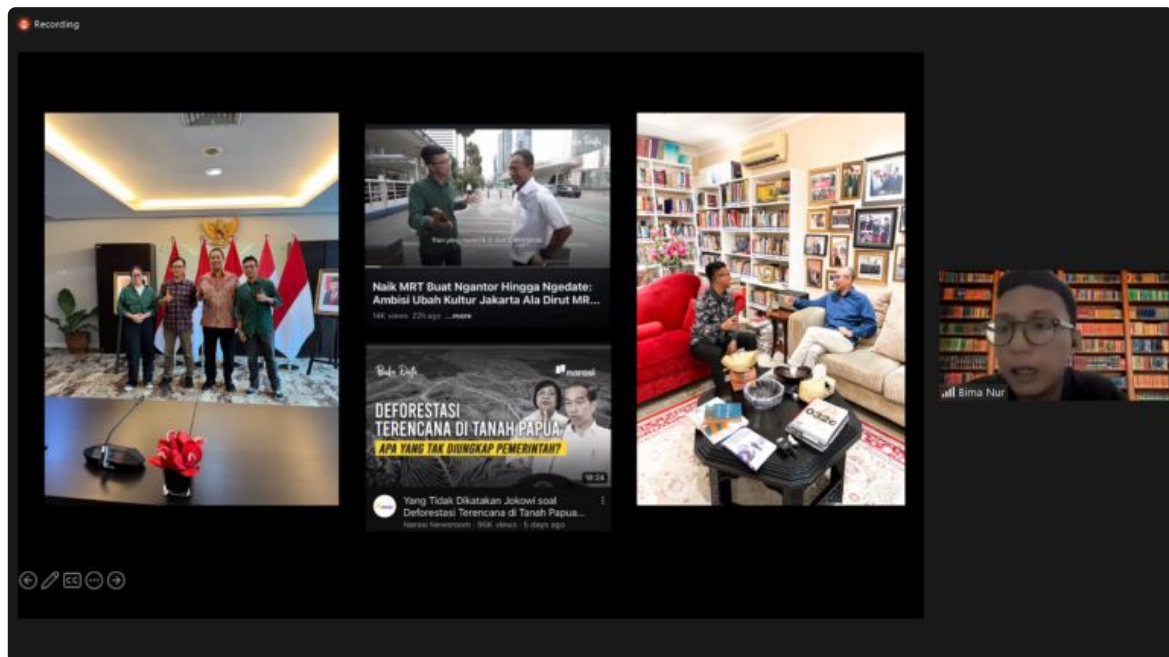 Recording
Naik MRT Buat Ngantor Hingga Ngedate:
Ambisi Ubah Kultur Jakarta Ala Dirut MR...
14K views 22h ago ...more
Buka Data
narasi
DEFORESTASI
TERENCANA DI TANAH PAPUA
APA YANG TAK DIUNGKAP PEMERINTAH?
18:24
Yang Tidak Dikatakan Jokowi soal
Deforestasi Terencana di Tanah Papua...
Narasi Newsroom · 95K views · 5 days ago
032c
Bima Nur
CC